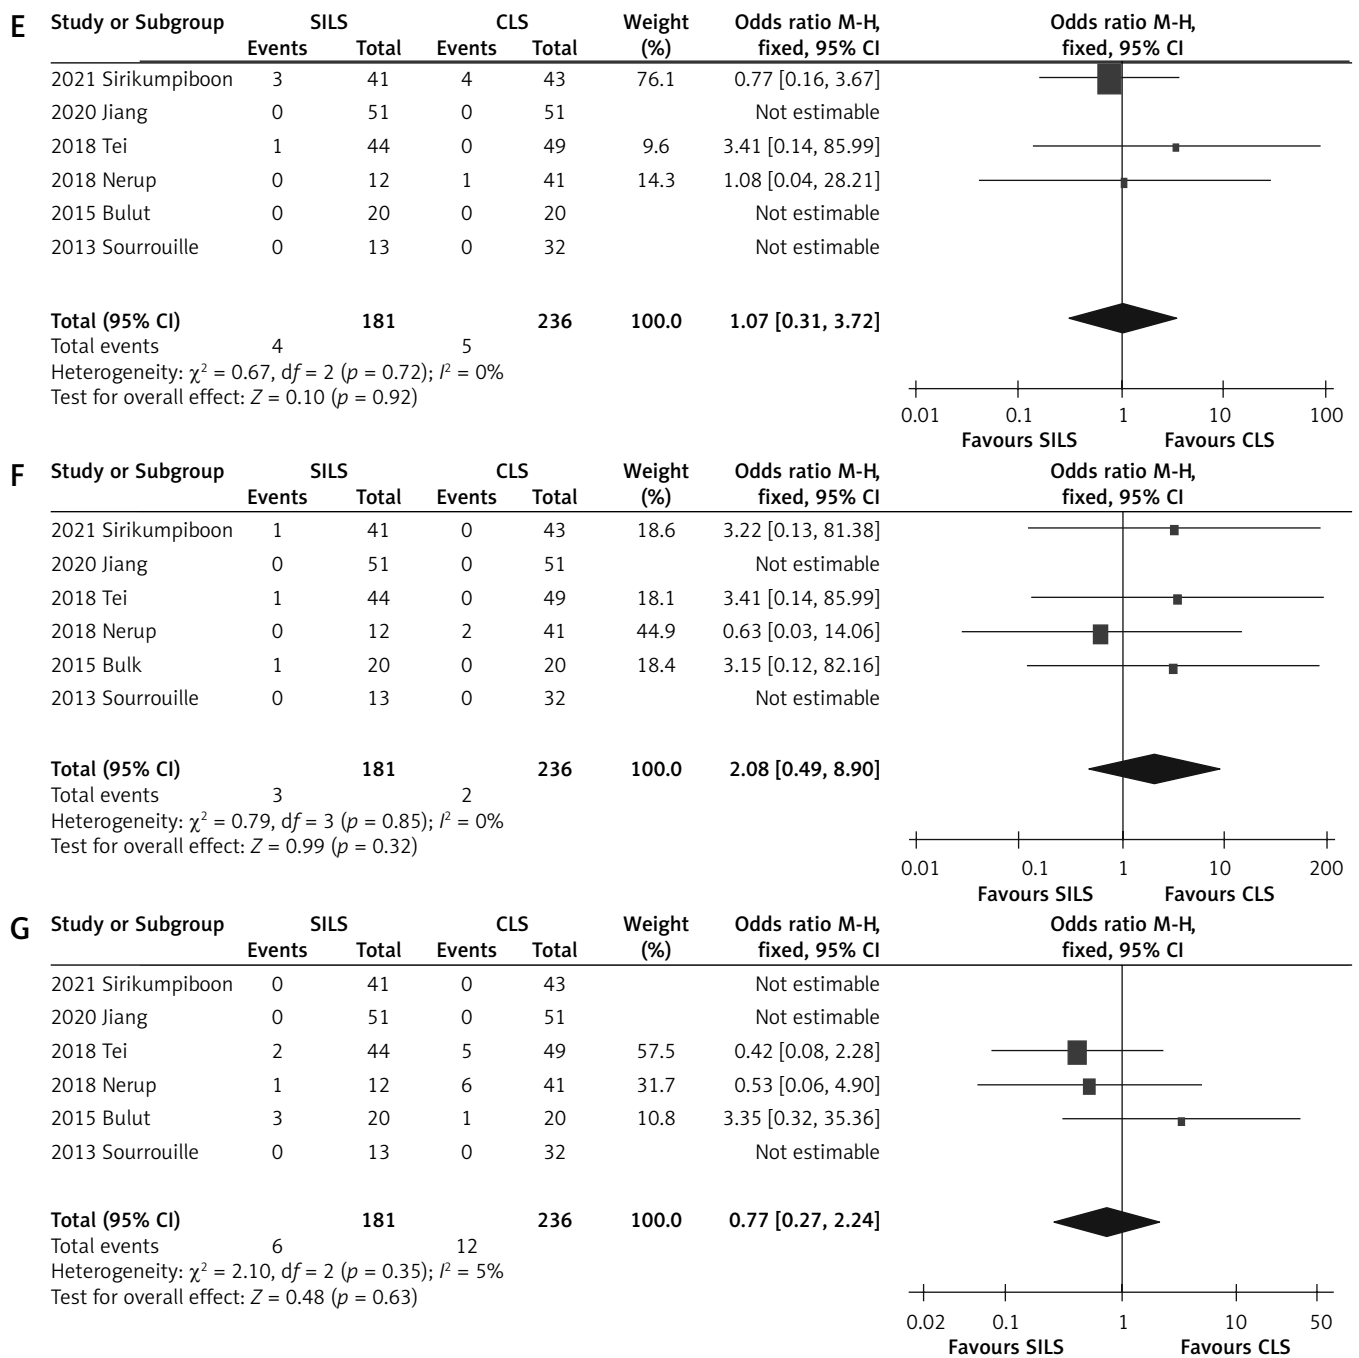 E Study or Subgroup SILS CLS Weight Odds ratio M-H, Odds ratio M-H,
Events Total Events Total (%) fixed, 95% CI fixed, 95% CI
2021 Sirikumpiboon 3 41 4 43 76.1 0.77 [0.16, 3.67]
2020 Jiang 0 51 0 51 Not estimable
2018 Tei 1 44 0 49 9.6 3.41 [0.14, 85.99]
2018 Nerup 0 12 1 41 14.3 1.08 [0.04, 28.21]
2015 Bulut 0 20 0 20 Not estimable
2013 Sourrouille 0 13 0 32 Not estimable
Total (95% CI) 181 236 100.0 1.07 [0.31, 3.72]
Total events 4 5
Heterogeneity: χ² = 0.67, df = 2 (p = 0.72); I² = 0%
Test for overall effect: Z = 0.10 (p = 0.92)
0.01 0.1 1 10 100
Favours SILS Favours CLS
F Study or Subgroup SILS CLS Weight Odds ratio M-H, Odds ratio M-H,
Events Total Events Total (%) fixed, 95% CI fixed, 95% CI
2021 Sirikumpiboon 1 41 0 43 18.6 3.22 [0.13, 81.38]
2020 Jiang 0 51 0 51 Not estimable
2018 Tei 1 44 0 49 18.1 3.41 [0.14, 85.99]
2018 Nerup 0 12 2 41 44.9 0.63 [0.03, 14.06]
2015 Bulk 1 20 0 20 18.4 3.15 [0.12, 82.16]
2013 Sourrouille 0 13 0 32 Not estimable
Total (95% CI) 181 236 100.0 2.08 [0.49, 8.90]
Total events 3 2
Heterogeneity: χ² = 0.79, df = 3 (p = 0.85); I² = 0%
Test for overall effect: Z = 0.99 (p = 0.32)
0.01 0.1 1 10 200
Favours SILS Favours CLS
G Study or Subgroup SILS CLS Weight Odds ratio M-H, Odds ratio M-H,
Events Total Events Total (%) fixed, 95% CI fixed, 95% CI
2021 Sirikumpiboon 0 41 0 43 Not estimable
2020 Jiang 0 51 0 51 Not estimable
2018 Tei 2 44 5 49 57.5 0.42 [0.08, 2.28]
2018 Nerup 1 12 6 41 31.7 0.53 [0.06, 4.90]
2015 Bulut 3 20 1 20 10.8 3.35 [0.32, 35.36]
2013 Sourrouille 0 13 0 32 Not estimable
Total (95% CI) 181 236 100.0 0.77 [0.27, 2.24]
Total events 6 12
Heterogeneity: χ² = 2.10, df = 2 (p = 0.35); I² = 5%
Test for overall effect: Z = 0.48 (p = 0.63)
0.02 0.1 1 10 50
Favours SILS Favours CLS